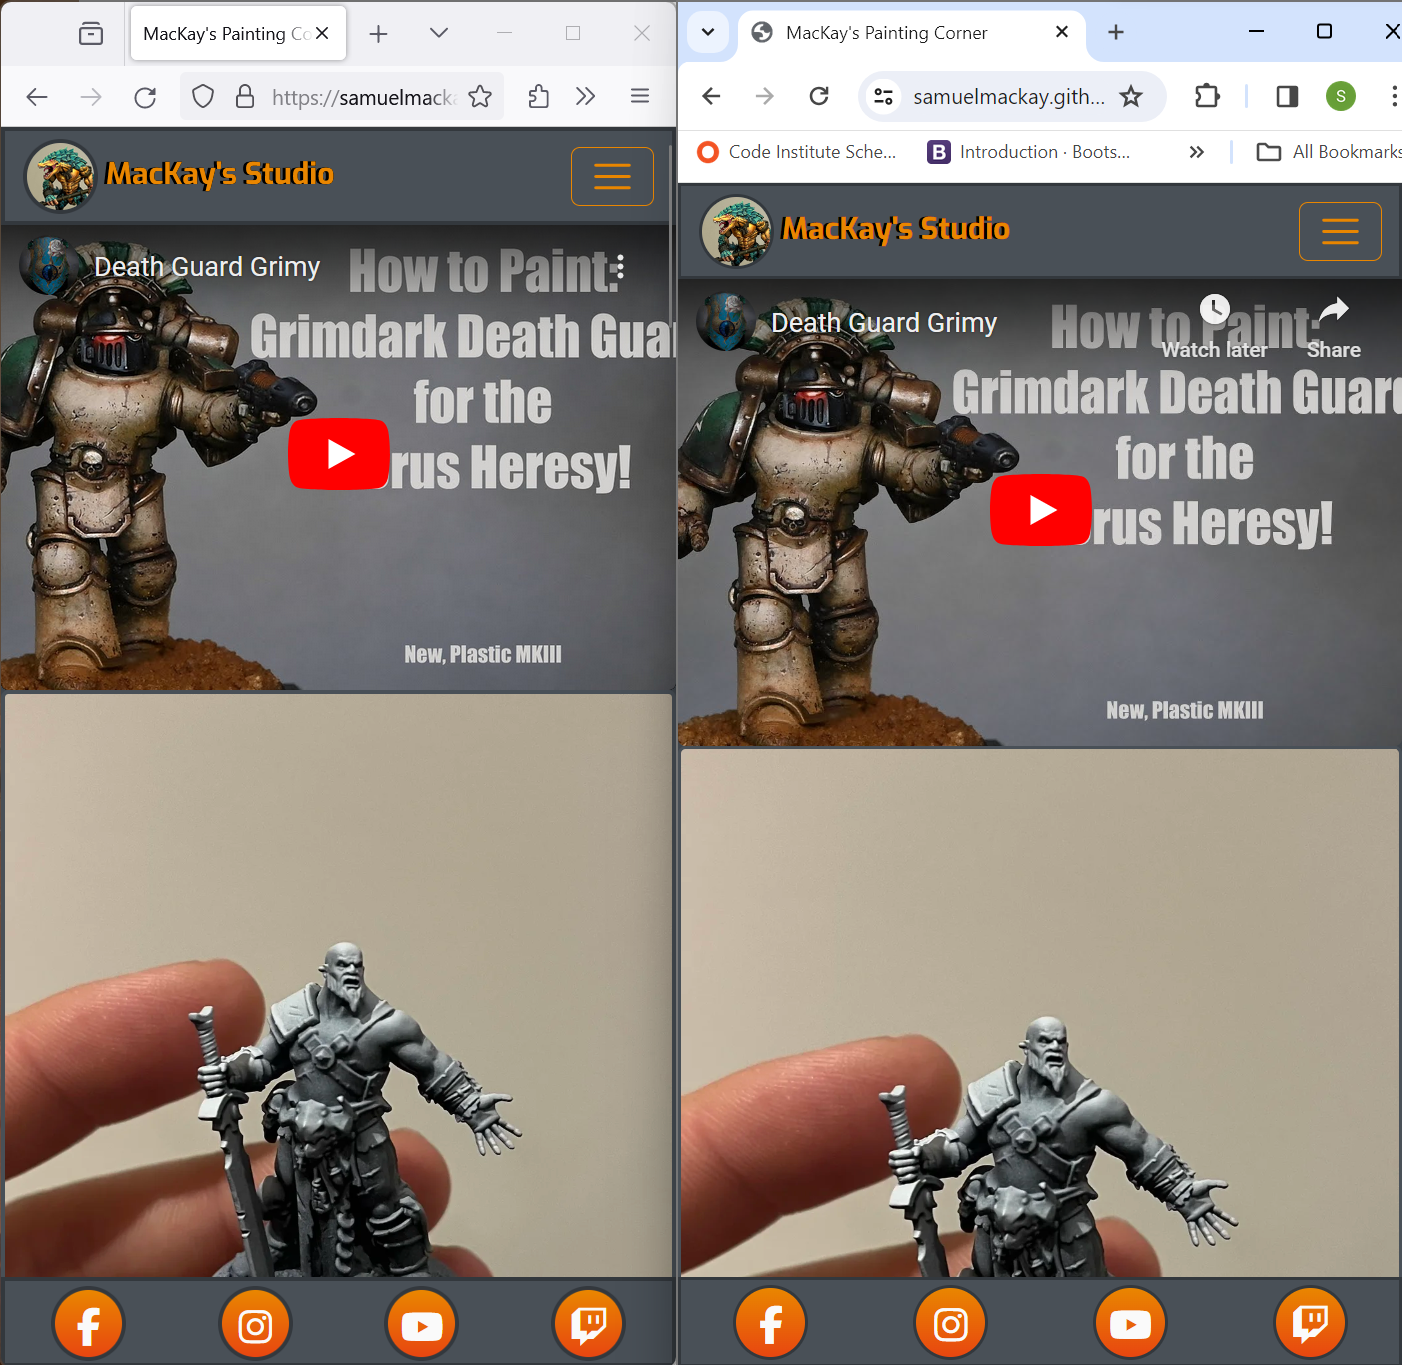 MacKay's Painting Co
https://samuelmacka
MacKay's Studio
Death Guard Grimy
How to Paint:
Grimdark Death Gua
for the
rus Heresy!
New, Plastic MKIII
MacKay's Painting Corner
samuelmackay.gith...
S
Code Institute Sche...
B
Introduction · Boots...
All Bookmarks
MacKay's Studio
Death Guard Grimy
Watch later
Share
How to Paint:
Grimdark Death Guard
for the
rus Heresy!
New, Plastic MKIII